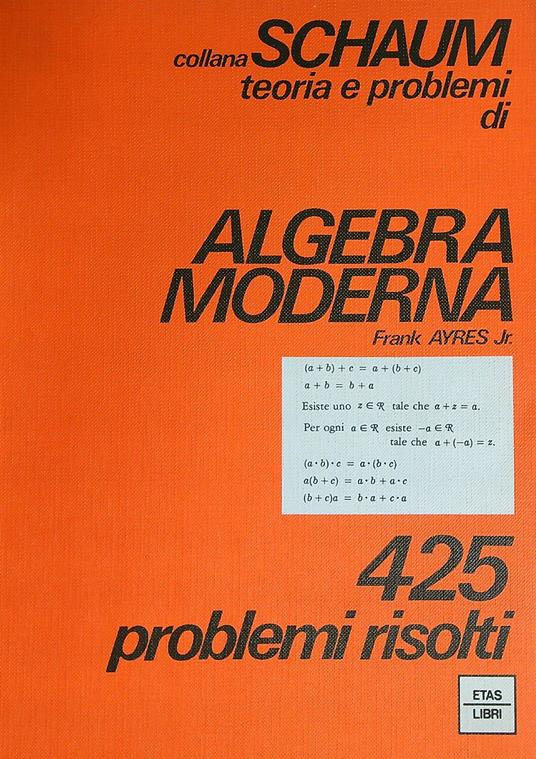 collana SCHAUM
teoria e problemi
di
ALGEBRA
MODERNA
Frank AYRES Jr.
(a + b) + c = a + (b + c)
a + b = b + a
Esiste uno z ∈ ℛ tale che a + z = a.
Per ogni a ∈ ℛ esiste −a ∈ ℛ
tale che a + (−a) = z.
(a · b) · c = a · (b · c)
a(b + c) = a · b + a · c
(b + c)a = b · a + c · a
425
problemi risolti
ETAS
LIBRI